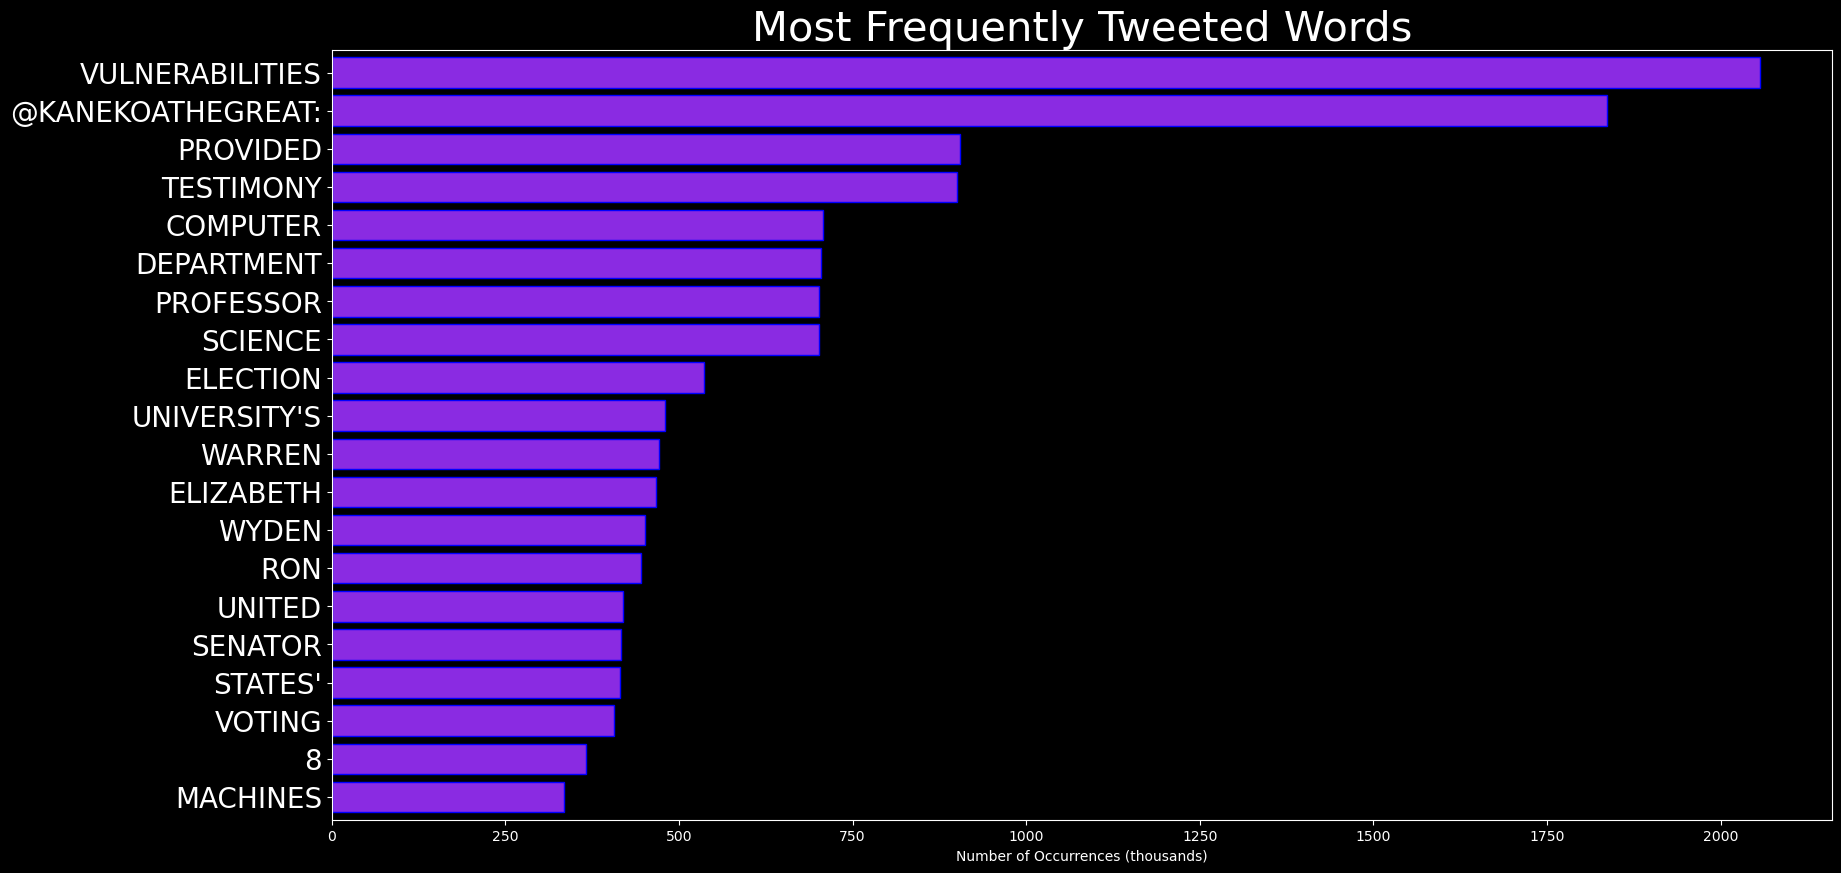 Most Frequently Tweeted Words
VULNERABILITIES
@KANEKOATHEGREAT:
PROVIDED
TESTIMONY
COMPUTER
DEPARTMENT
PROFESSOR
SCIENCE
ELECTION
UNIVERSITY'S
WARREN
ELIZABETH
WYDEN
RON
UNITED
SENATOR
STATES'
VOTING
8
MACHINES
0 250 500 750 1000 1250 1500 1750 2000
Number of Occurrences (thousands)